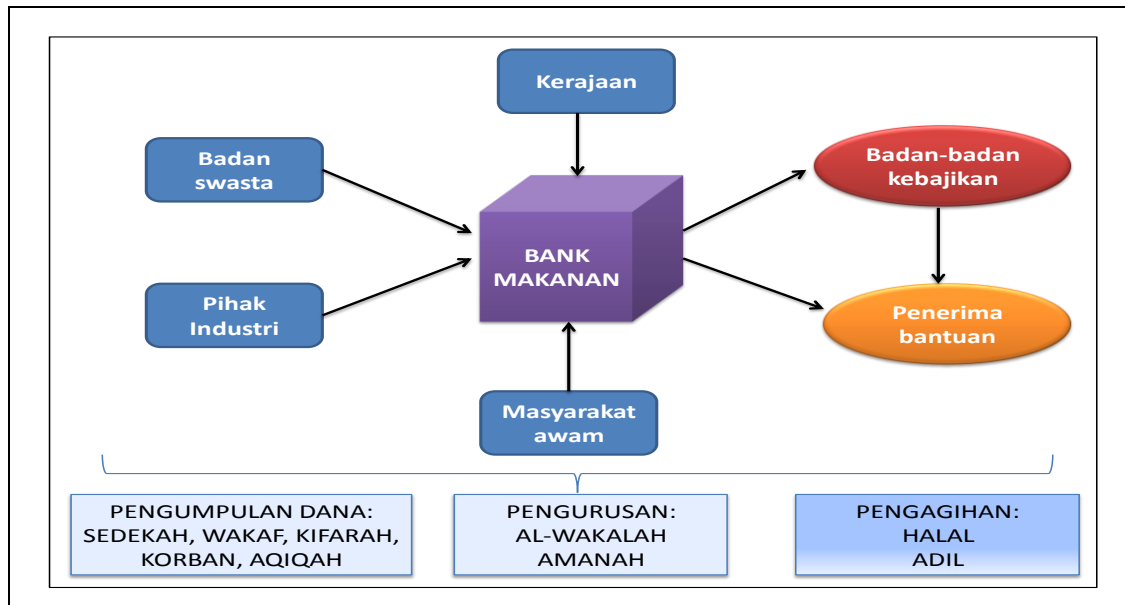 Kerajaan
Badan
swasta
Badan-badan
kebajikan
BANK
MAKANAN
Pihak
Industri
Penerima
bantuan
Masyarakat
awam
PENGUMPULAN DANA:
SEDEKAH, WAKAF, KIFARAH,
KORBAN, AQIQAH
PENGURUSAN:
AL-WAKALAH
AMANAH
PENGAGIHAN:
HALAL
ADIL